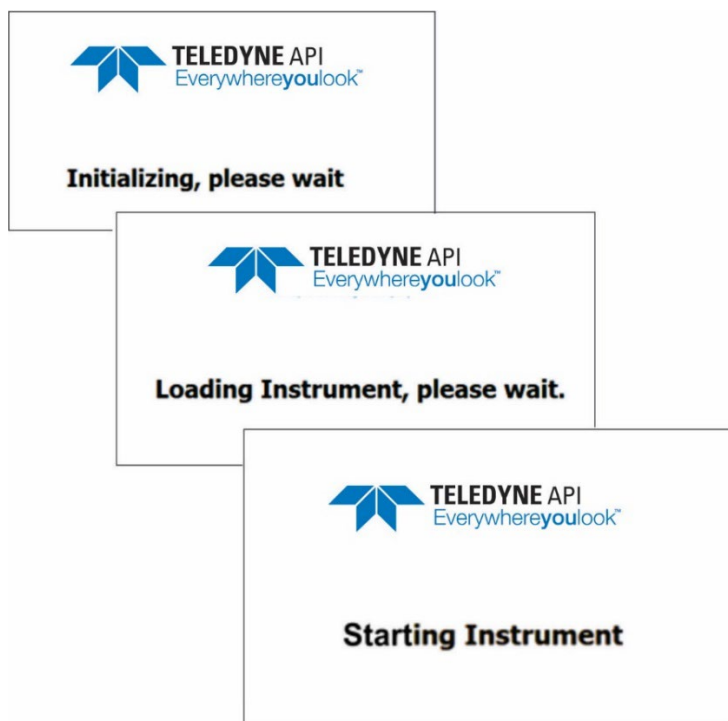 TELEDYNE API
Everywhereyoulook™
Initializing, please wait
TELEDYNE API
Everywhereyoulook™
Loading Instrument, please wait.
TELEDYNE API
Everywhereyoulook™
Starting Instrument